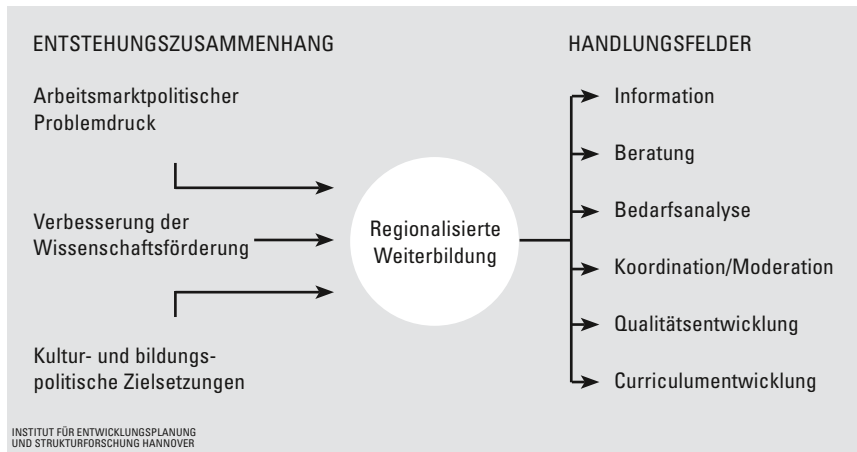 ENTSTEHUNGSZUSAMMENHANG
Arbeitsmarktpolitischer
Problemdruck
Verbesserung der
Wissenschaftsförderung
Kultur- und bildungs-
politische Zielsetzungen
Regionalisierte
Weiterbildung
HANDLUNGSFELDER
Information
Beratung
Bedarfsanalyse
Koordination/Moderation
Qualitätsentwicklung
Curriculumentwicklung
INSTITUT FÜR ENTWICKLUNGSPLANUNG
UND STRUKTURFORSCHUNG HANNOVER